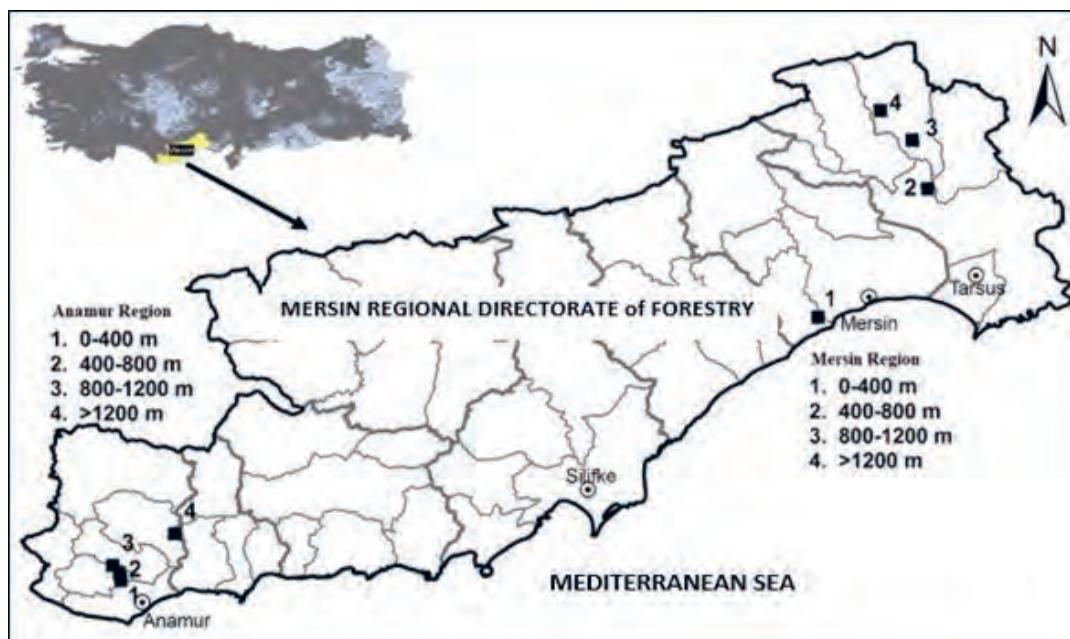 N
Mersin
4
3
2
Tarsus
MERSIN REGIONAL DIRECTORATE of FORESTRY
1
Mersin
Anamur Region
1. 0-400 m
2. 400-800 m
3. 800-1200 m
4. >1200 m
Mersin Region
1. 0-400 m
2. 400-800 m
3. 800-1200 m
4. >1200 m
Silifke
4
3
2
1
Anamur
MEDITERRANEAN SEA